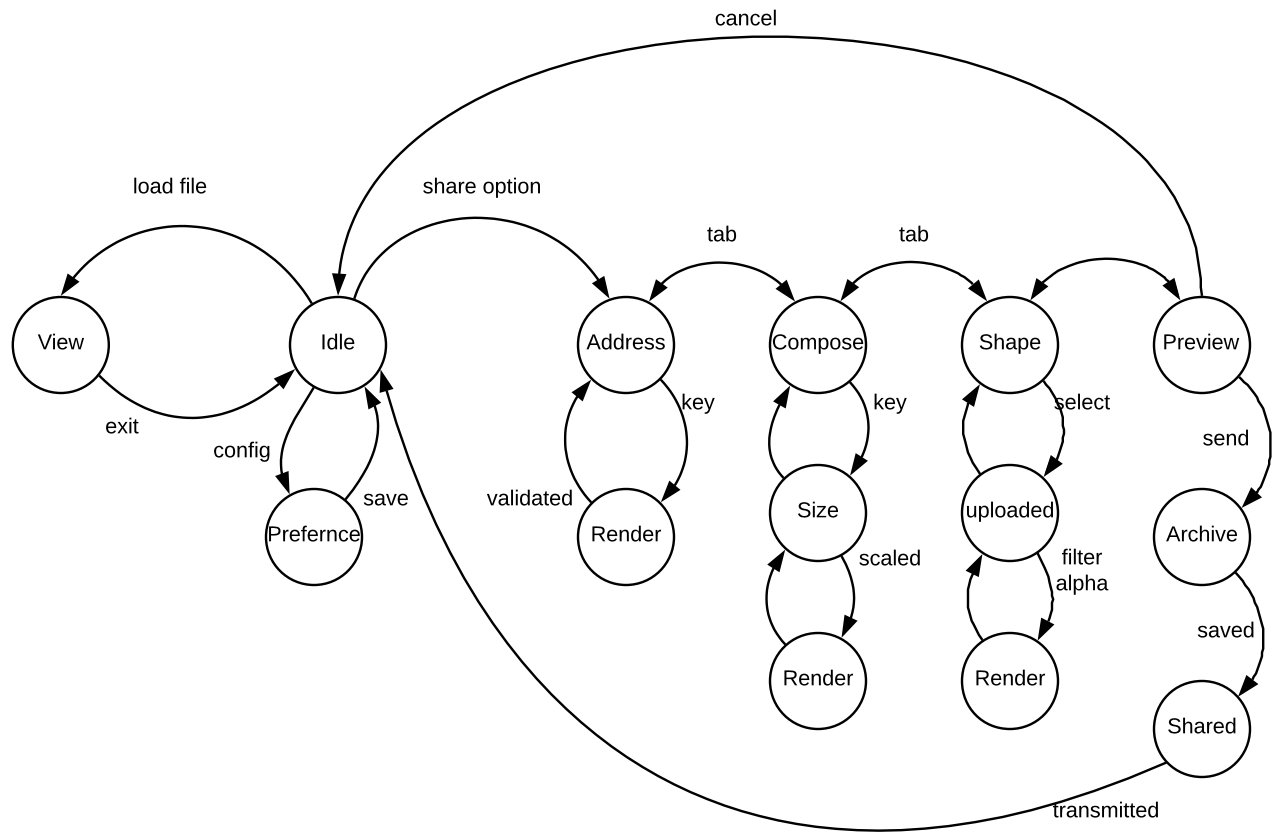 cancel
load file
share option
tab
tab
View
Idle
Address
Compose
Shape
Preview
exit
config
key
key
select
send
save
validated
Prefernce
Render
Size
uploaded
Archive
scaled
filter
alpha
saved
Render
Render
Shared
transmitted